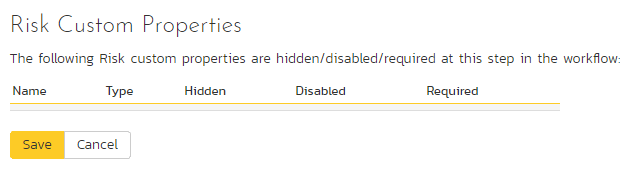 Risk Custom Properties
The following Risk custom properties are hidden/disabled/required at this step in the workflow:
Name Type Hidden Disabled Required
Save Cancel